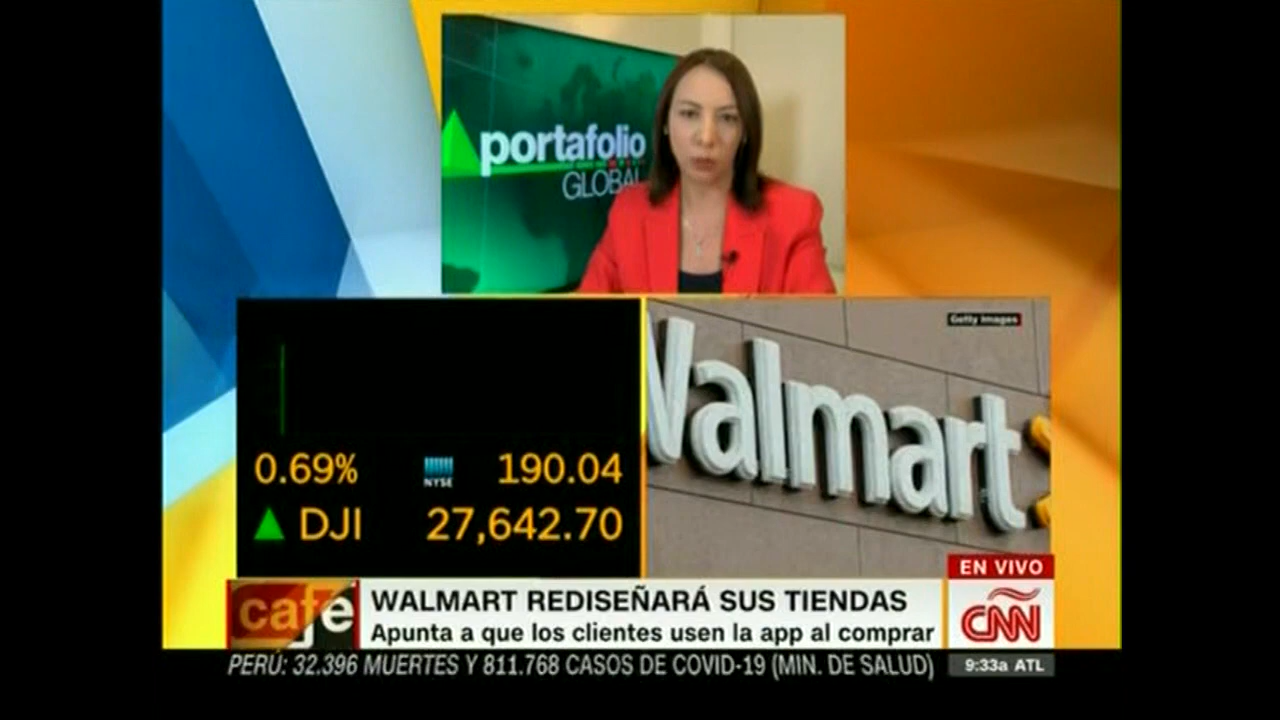 portafolio
GLOBAL
Getty Images
Walmart
0.69% NYSE 190.04
DJI 27,642.70
EN VIVO
café
WALMART REDISEÑARÁ SUS TIENDAS
Apunta a que los clientes usen la app al comprar
CNN
PERÚ: 32.396 MUERTES Y 811.768 CASOS DE COVID-19 (MIN. DE SALUD)
9:33a ATL